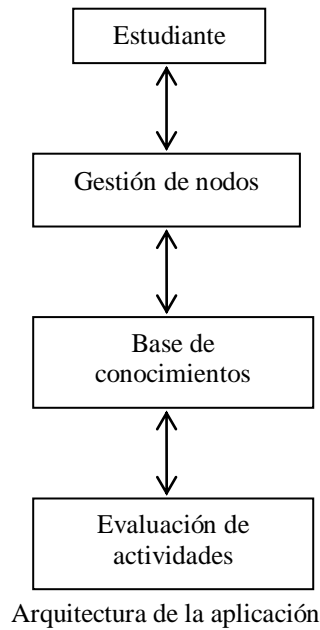 Estudiante
Gestión de nodos
Base de
conocimientos
Evaluación de
actividades
Arquitectura de la aplicación